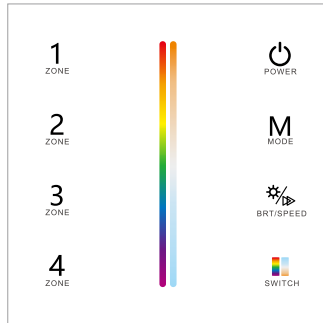 1
ZONE
POWER
2
ZONE
M
MODE
3
ZONE
BRT/SPEED
4
ZONE
SWITCH